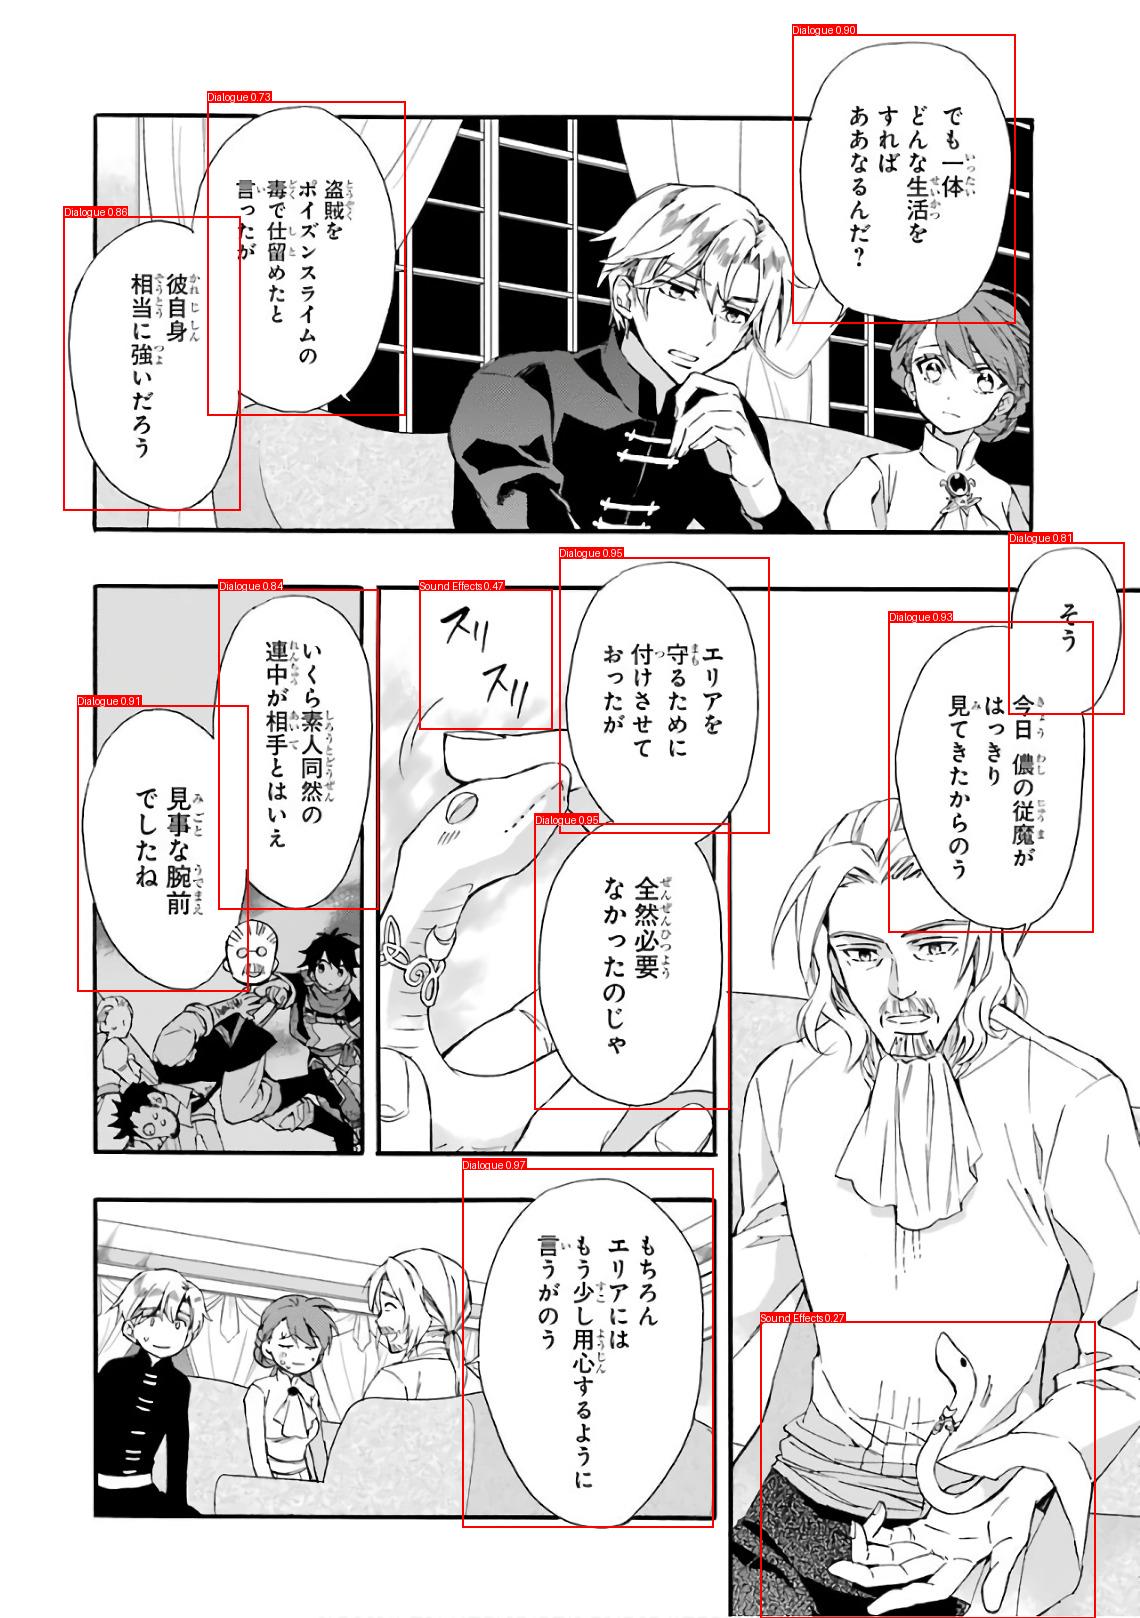 Dialogue 0.90
でも一体
どんな生活を
すれば
ああなるんだ?
Dialogue 0.73
盗賊を
ポイズンスライムの
毒で仕留めたと
言ったが
Dialogue 0.86
彼自身
相当に強いだろう
Dialogue 0.81
そう
Dialogue 0.93
今日 儂の従魔が
はっきり
見てきたからのう
Dialogue 0.95
エリアを
守るために
付けさせて
おったが
Dialogue 0.95
全然必要
なかったのじゃ
Sound Effects 0.47
スリ
スリ
Dialogue 0.84
いくら素人同然の
連中が相手とはいえ
Dialogue 0.91
見事な腕前
でしたね
Dialogue 0.97
もちろん
エリアには
もう少し用心するように
言うがのう
Sound Effects 0.27